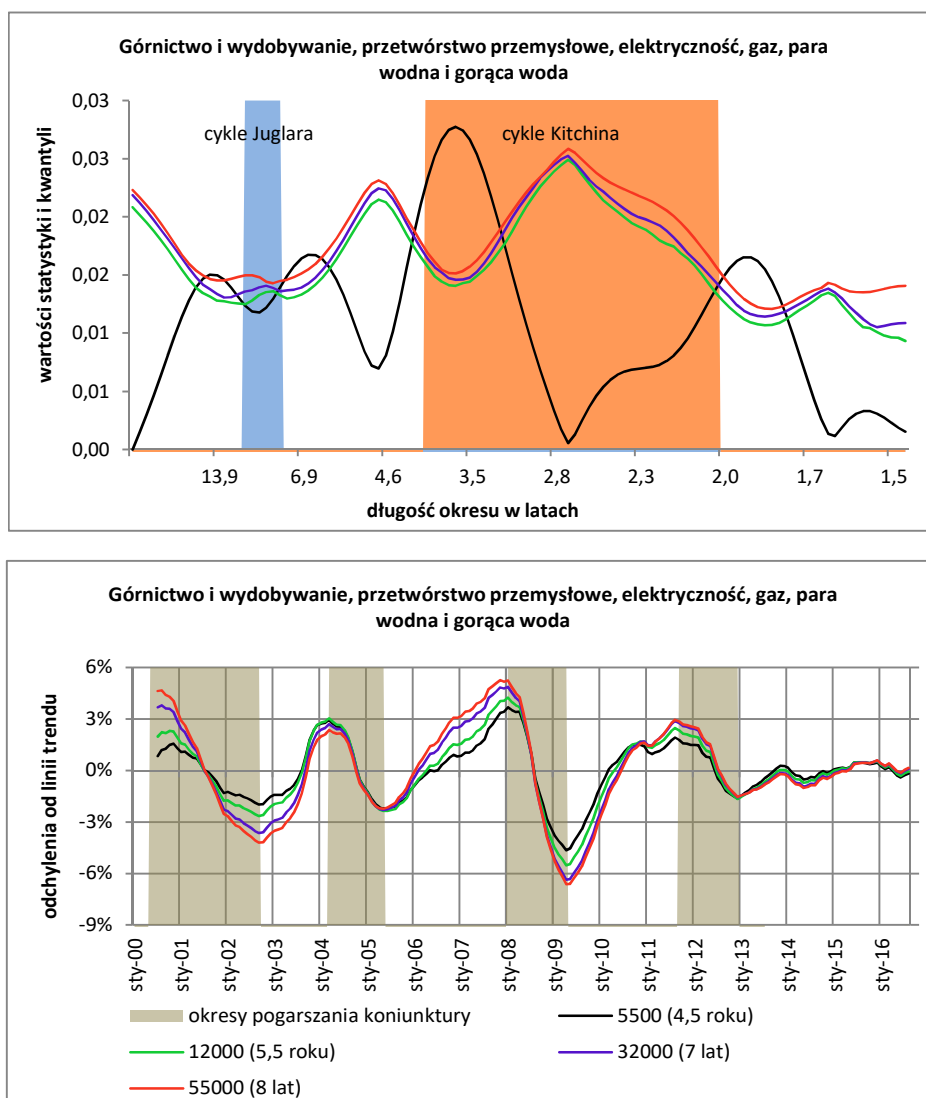 Górnictwo i wydobywanie, przetwórstwo przemysłowe, elektryczność, gaz, para
wodna i gorąca woda
wartości statystyki i kwantyli
0,03
0,03
0,02
0,02
0,01
0,01
0,00
cykle Juglara
cykle Kitchina
13,9
6,9
4,6
3,5
2,8
2,3
2,0
1,7
1,5
długość okresu w latach
Górnictwo i wydobywanie, przetwórstwo przemysłowe, elektryczność, gaz, para
wodna i gorąca woda
odchylenia od linii trendu
6%
3%
0%
-3%
-6%
-9%
sty-00
sty-01
sty-02
sty-03
sty-04
sty-05
sty-06
sty-07
sty-08
sty-09
sty-10
sty-11
sty-12
sty-13
sty-14
sty-15
sty-16
okresy pogarszania koniunktury
5500 (4,5 roku)
12000 (5,5 roku)
32000 (7 lat)
55000 (8 lat)